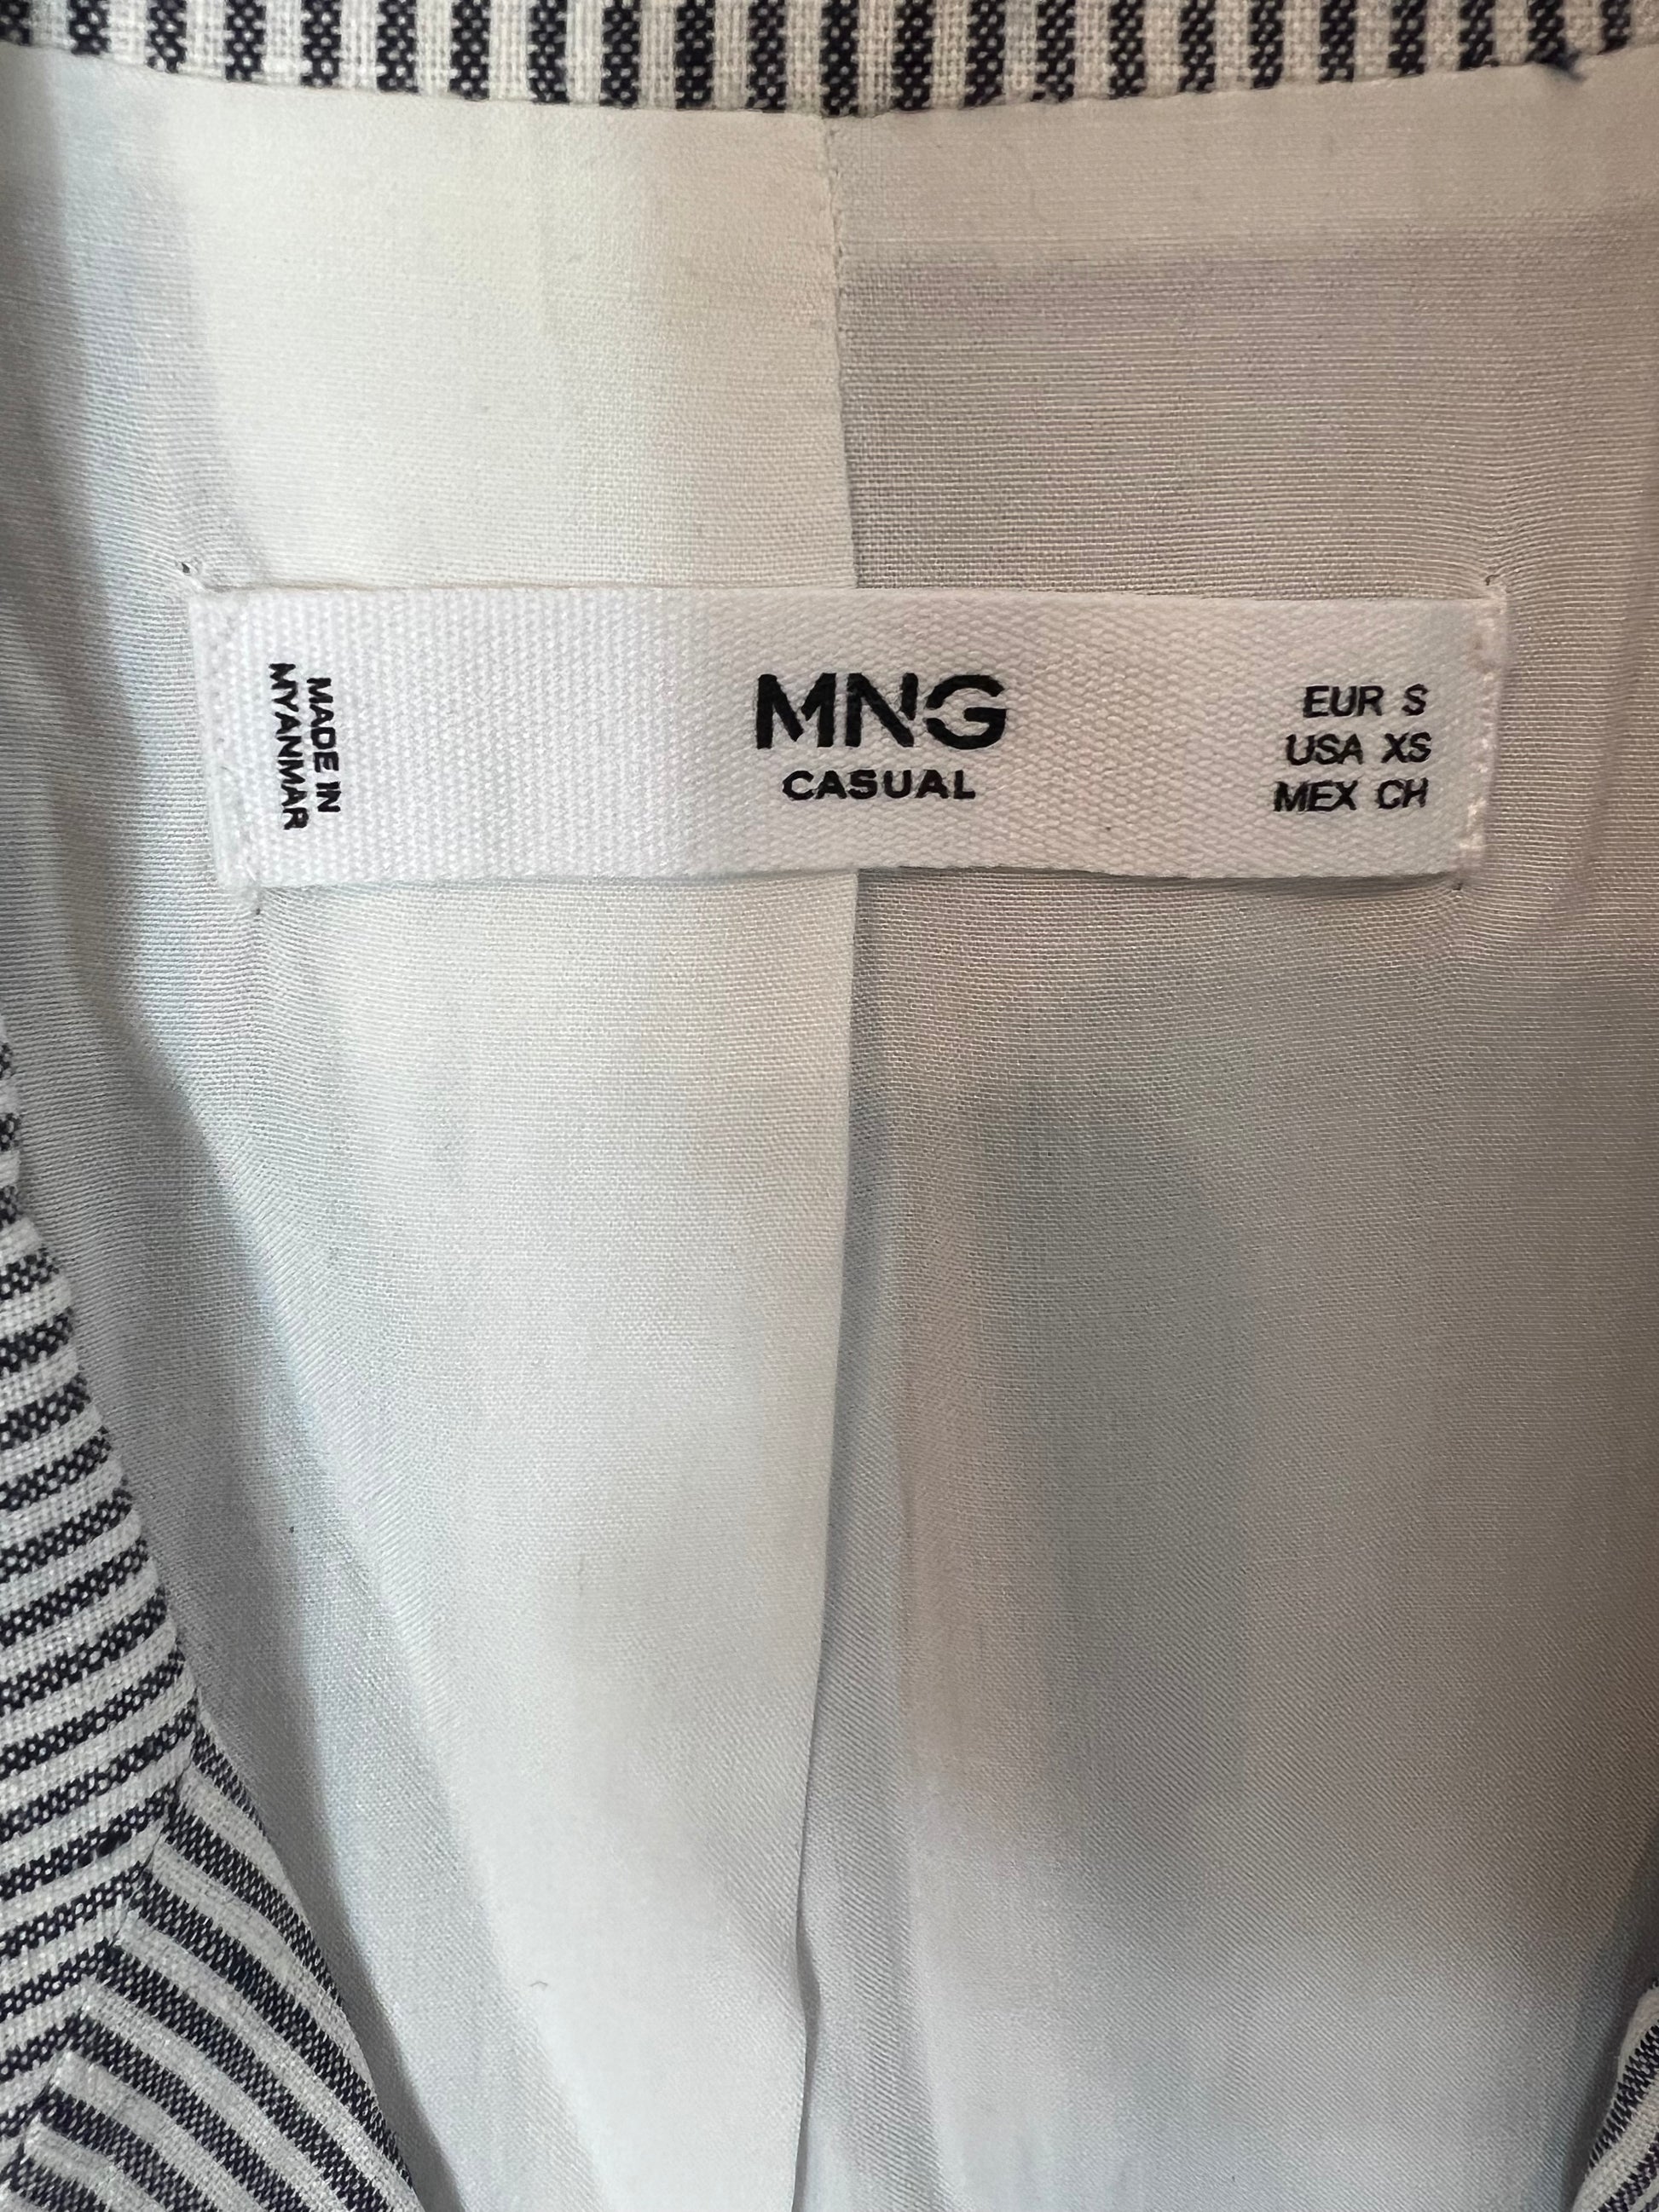 MADE IN
MYANMAR
MNG
CASUAL
EUR S
USA XS
MEX CH